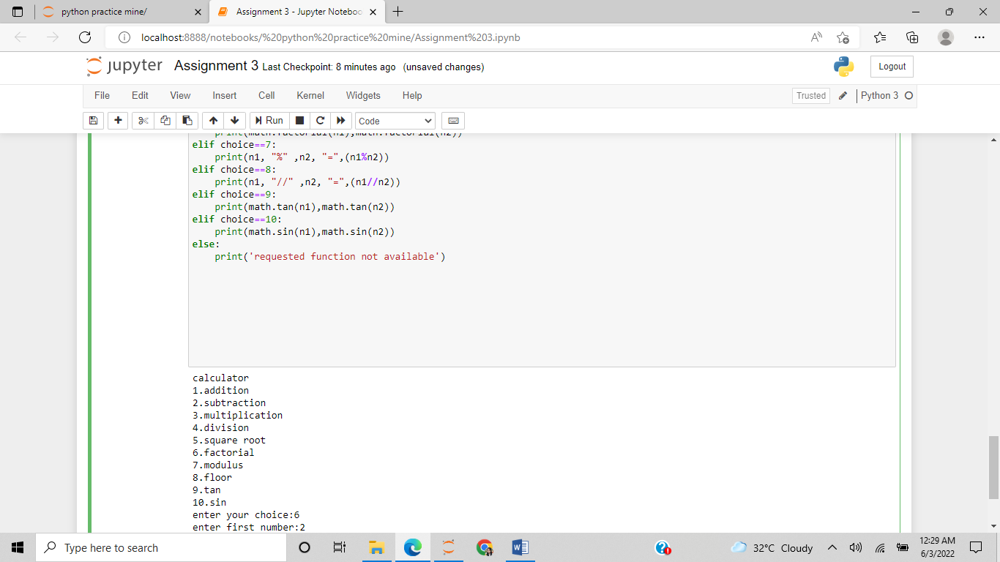 python practice mine/
Assignment 3 - Jupyter Noteboo
localhost:8888/notebooks/%20python%20practice%20mine/Assignment%203.ipynb
jupyter Assignment 3 Last Checkpoint: 8 minutes ago (unsaved changes)
Logout
File Edit View Insert Cell Kernel Widgets Help
Trusted
Python 3
Run
Code
print(math.factorial(n1),math.factorial(n2))
elif choice==7:
    print(n1, "%" ,n2, "=",(n1%n2))
elif choice==8:
    print(n1, "//" ,n2, "=",(n1//n2))
elif choice==9:
    print(math.tan(n1),math.tan(n2))
elif choice==10:
    print(math.sin(n1),math.sin(n2))
else:
    print('requested function not available')
calculator
1.addition
2.subtraction
3.multiplication
4.division
5.square root
6.factorial
7.modulus
8.floor
9.tan
10.sin
enter your choice:6
enter first number:2
Type here to search
32°C Cloudy
12:29 AM
6/3/2022